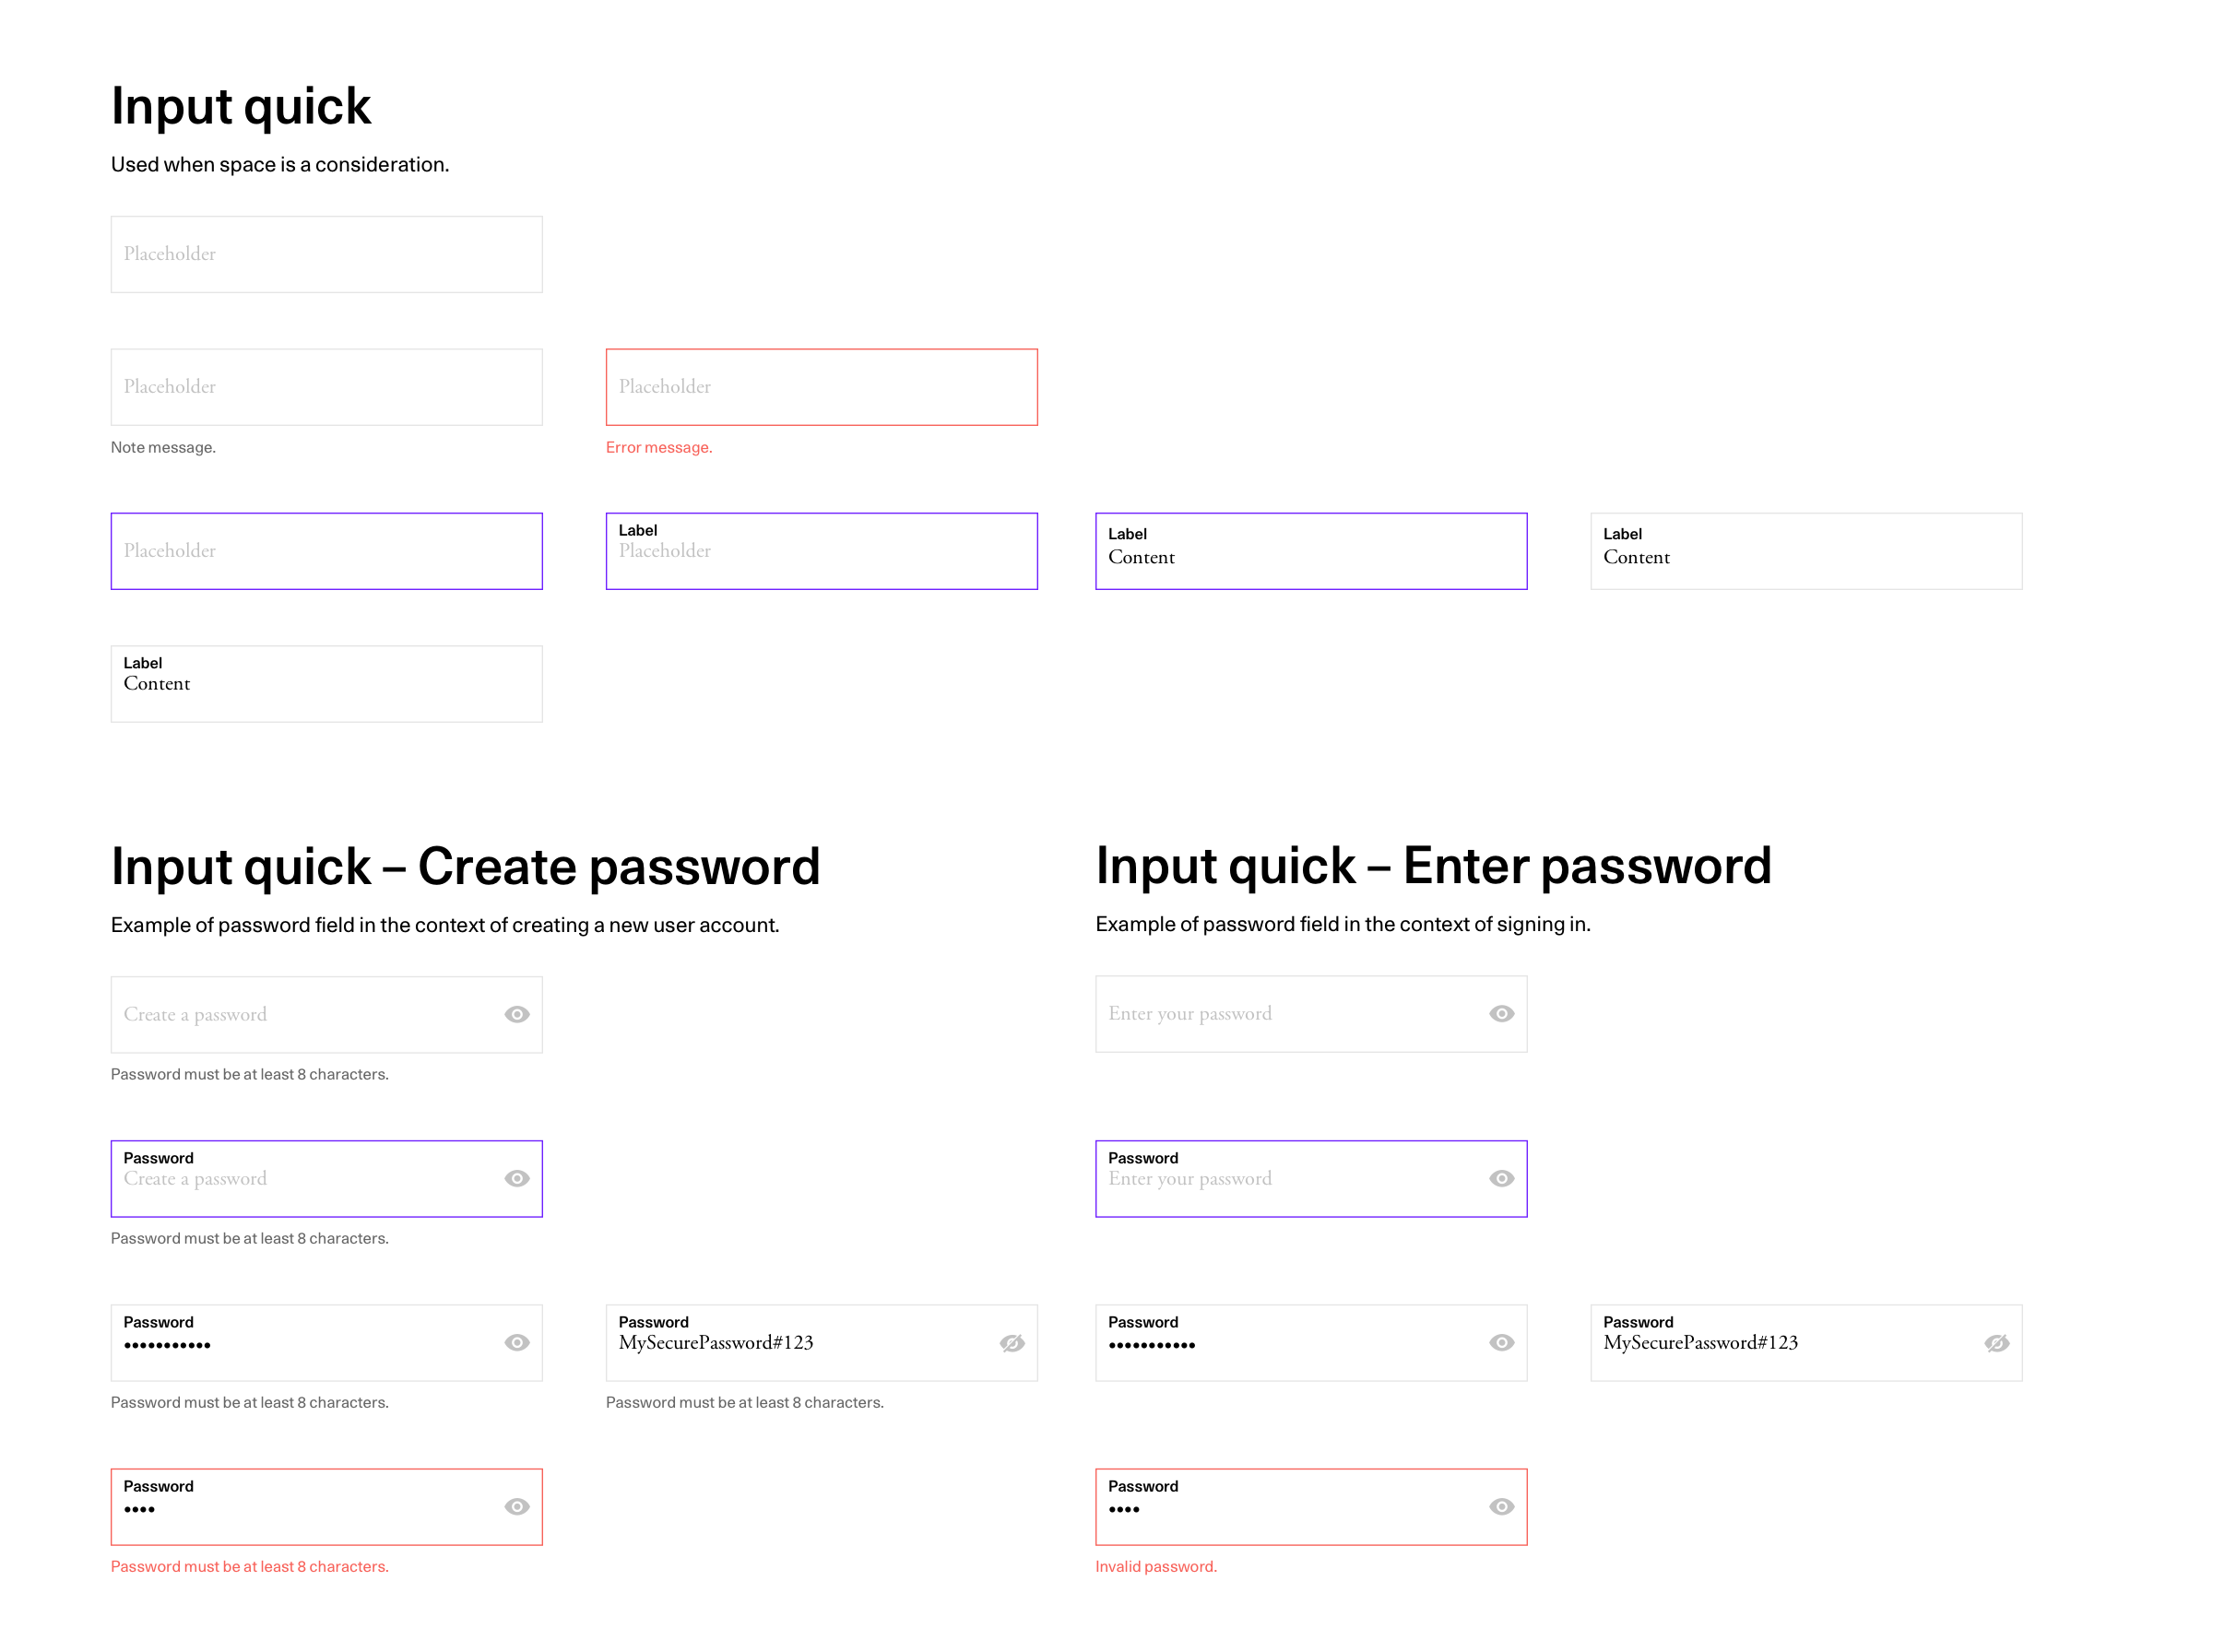 Input quick
Used when space is a consideration.
Placeholder
Placeholder
Note message.
Placeholder
Error message.
Placeholder
Label
Placeholder
Label
Content
Label
Content
Label
Content
Input quick – Create password
Example of password field in the context of creating a new user account.
Create a password
Password must be at least 8 characters.
Password
Create a password
Password must be at least 8 characters.
Password
•••••••••••
Password must be at least 8 characters.
Password
MySecurePassword#123
Password must be at least 8 characters.
Password
••••
Password must be at least 8 characters.
Input quick – Enter password
Example of password field in the context of signing in.
Enter your password
Password
Enter your password
Password
•••••••••••
Password
MySecurePassword#123
Password
••••
Invalid password.